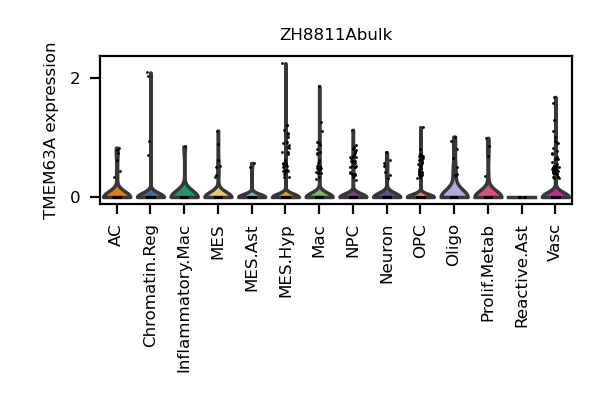 ZH8811Abulk
TMEM63A expression
2
0
AC
Chromatin.Reg
Inflammatory.Mac
MES
MES.Ast
MES.Hyp
Mac
NPC
Neuron
OPC
Oligo
Prolif.Metab
Reactive.Ast
Vasc